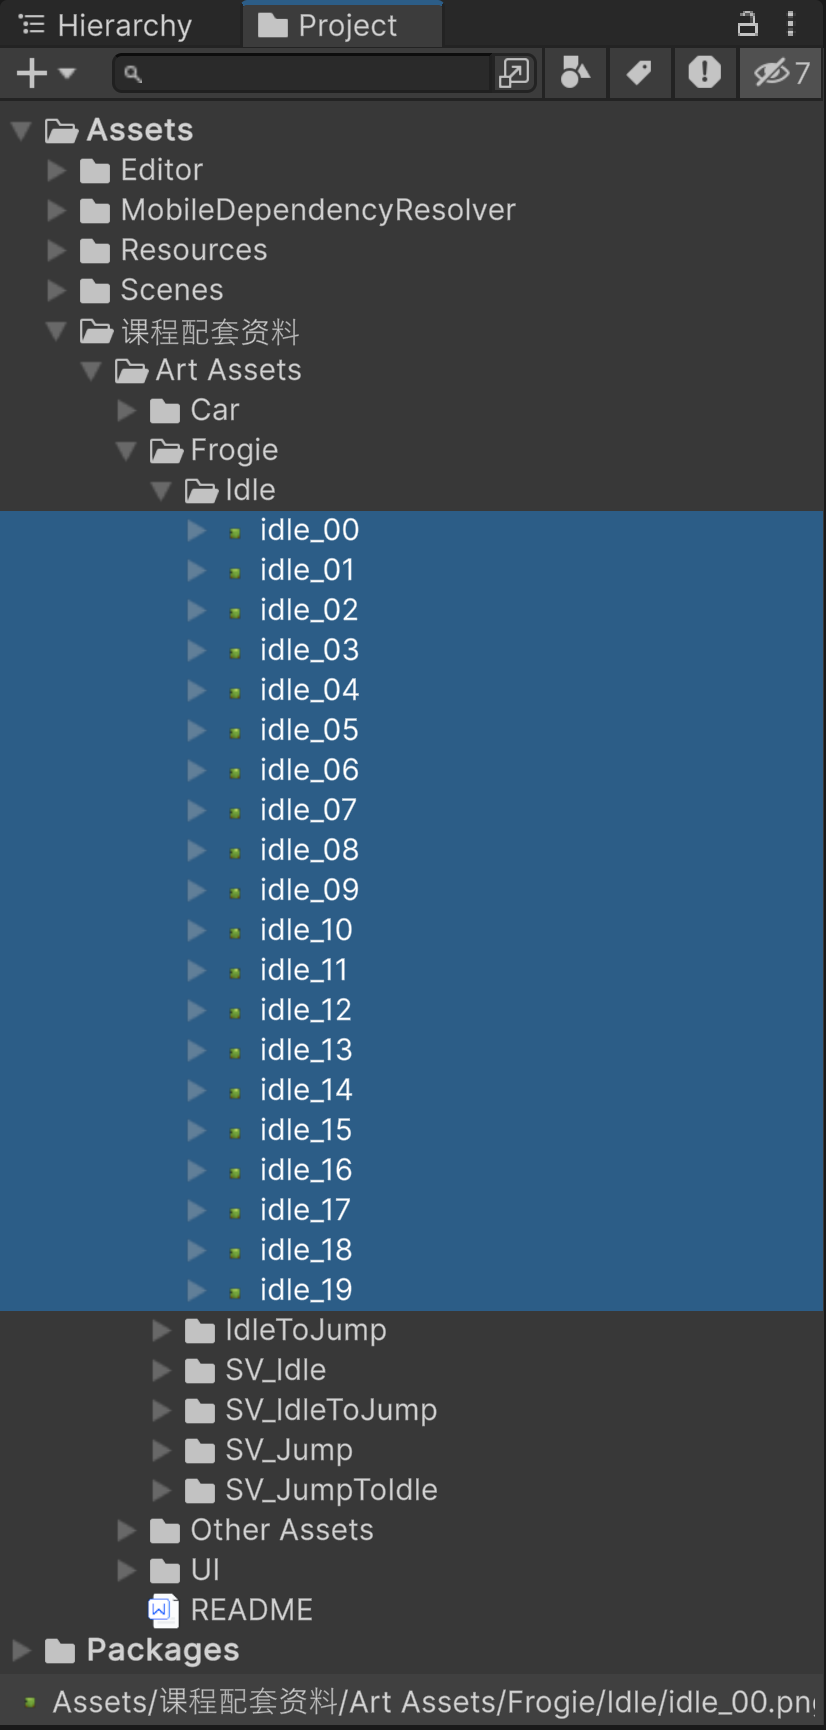 Hierarchy Project
7
Assets
Editor
MobileDependencyResolver
Resources
Scenes
课程配套资料
Art Assets
Car
Frogie
Idle
idle_00
idle_01
idle_02
idle_03
idle_04
idle_05
idle_06
idle_07
idle_08
idle_09
idle_10
idle_11
idle_12
idle_13
idle_14
idle_15
idle_16
idle_17
idle_18
idle_19
IdleToJump
SV_Idle
SV_IdleToJump
SV_Jump
SV_JumpToIdle
Other Assets
UI
README
Packages
Assets/课程配套资料/Art Assets/Frogie/Idle/idle_00.png